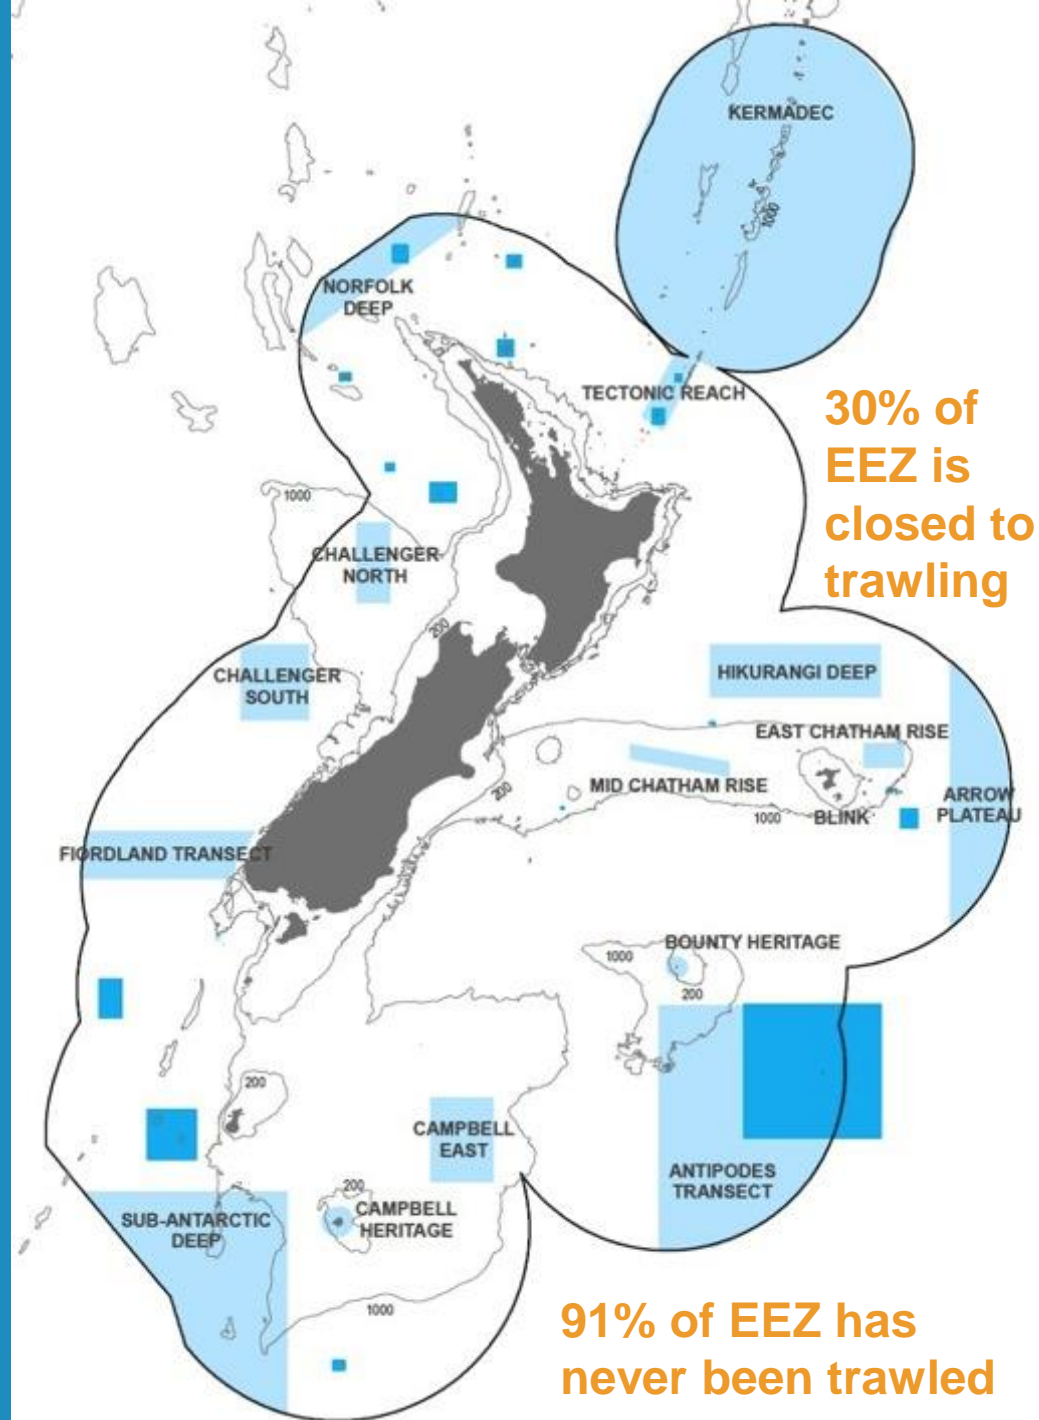 KERMADEC
1000
NORFOLK
DEEP
TECTONIC REACH
30% of
EEZ is
closed to
trawling
1000
CHALLENGER
NORTH
200
CHALLENGER
SOUTH
HIKURANGI DEEP
EAST CHATHAM RISE
MID CHATHAM RISE
200
1000
BLINK
ARROW
PLATEAU
FIORDLAND TRANSECT
BOUNTY HERITAGE
1000
200
200
CAMPBELL
EAST
ANTIPODES
TRANSECT
200
CAMPBELL
HERITAGE
SUB-ANTARCTIC
DEEP
1000
91% of EEZ has
never been trawled